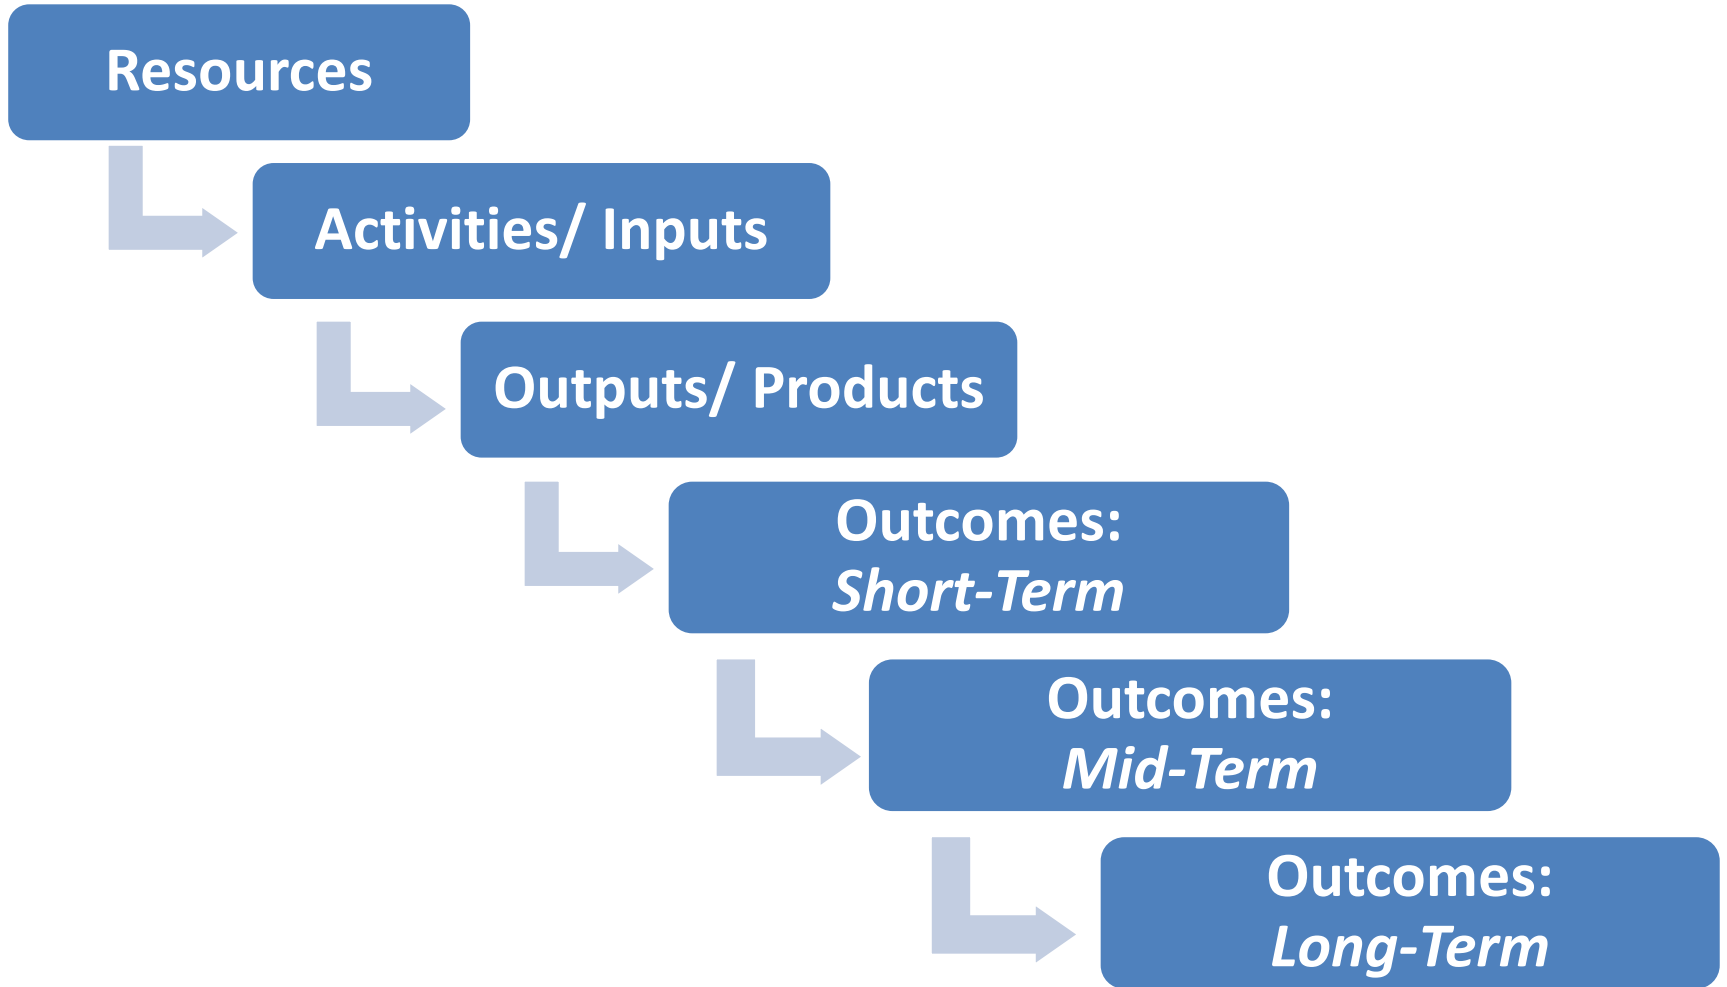 Resources
Activities/ Inputs
Outputs/ Products
Outcomes:
Short-Term
Outcomes:
Mid-Term
Outcomes:
Long-Term